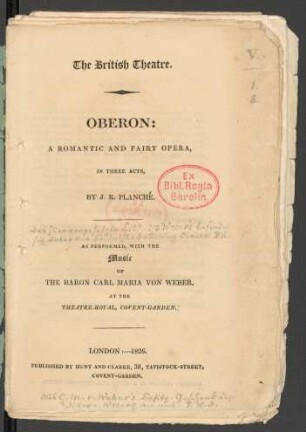 The British Theatre.
OBERON:
A ROMANTIC AND FAIRY OPERA,
IN THREE ACTS,
BY J. R. PLANCHÉ.
Ex
Bibl. Regia
Berolin.
AS PERFORMED, WITH THE
Music
OF
THE BARON CARL MARIA VON WEBER,
AT THE
THEATRE-ROYAL, COVENT-GARDEN.
LONDON:—1826.
PUBLISHED BY HUNT AND CLARKE, 38, TAVISTOCK-STREET,
COVENT-GARDEN.